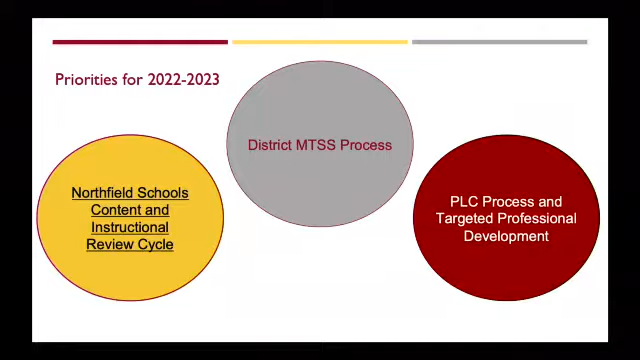 Priorities for 2022-2023
District MTSS Process
Northfield Schools
Content and
Instructional
Review Cycle
PLC Process and
Targeted Professional
Development